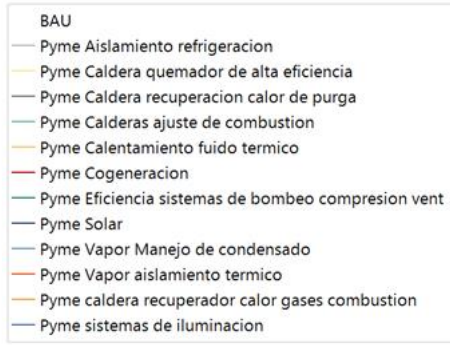 BAU
Pyme Aislamiento refrigeracion
Pyme Caldera quemador de alta eficiencia
Pyme Caldera recuperacion calor de purga
Pyme Calderas ajuste de combustion
Pyme Calentamiento fuido termico
Pyme Cogeneracion
Pyme Eficiencia sistemas de bombeo compresion vent
Pyme Solar
Pyme Vapor Manejo de condensado
Pyme Vapor aislamiento termico
Pyme caldera recuperador calor gases combustion
Pyme sistemas de iluminacion